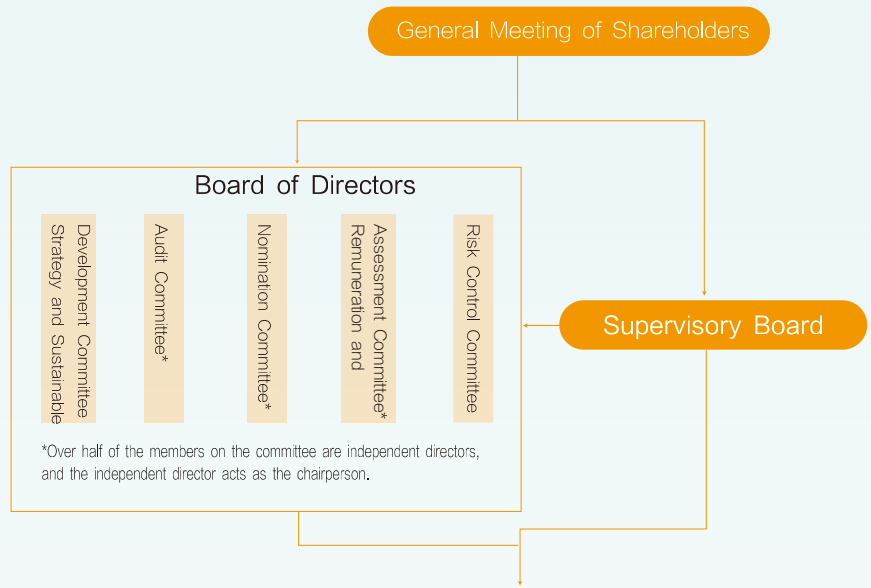 General Meeting of Shareholders
Board of Directors
Strategy and Sustainable
Development Committee
Audit Committee*
Nomination Committee*
Remuneration and
Assessment Committee*
Risk Control Committee
Supervisory Board
*Over half of the members on the committee are independent directors,
and the independent director acts as the chairperson.